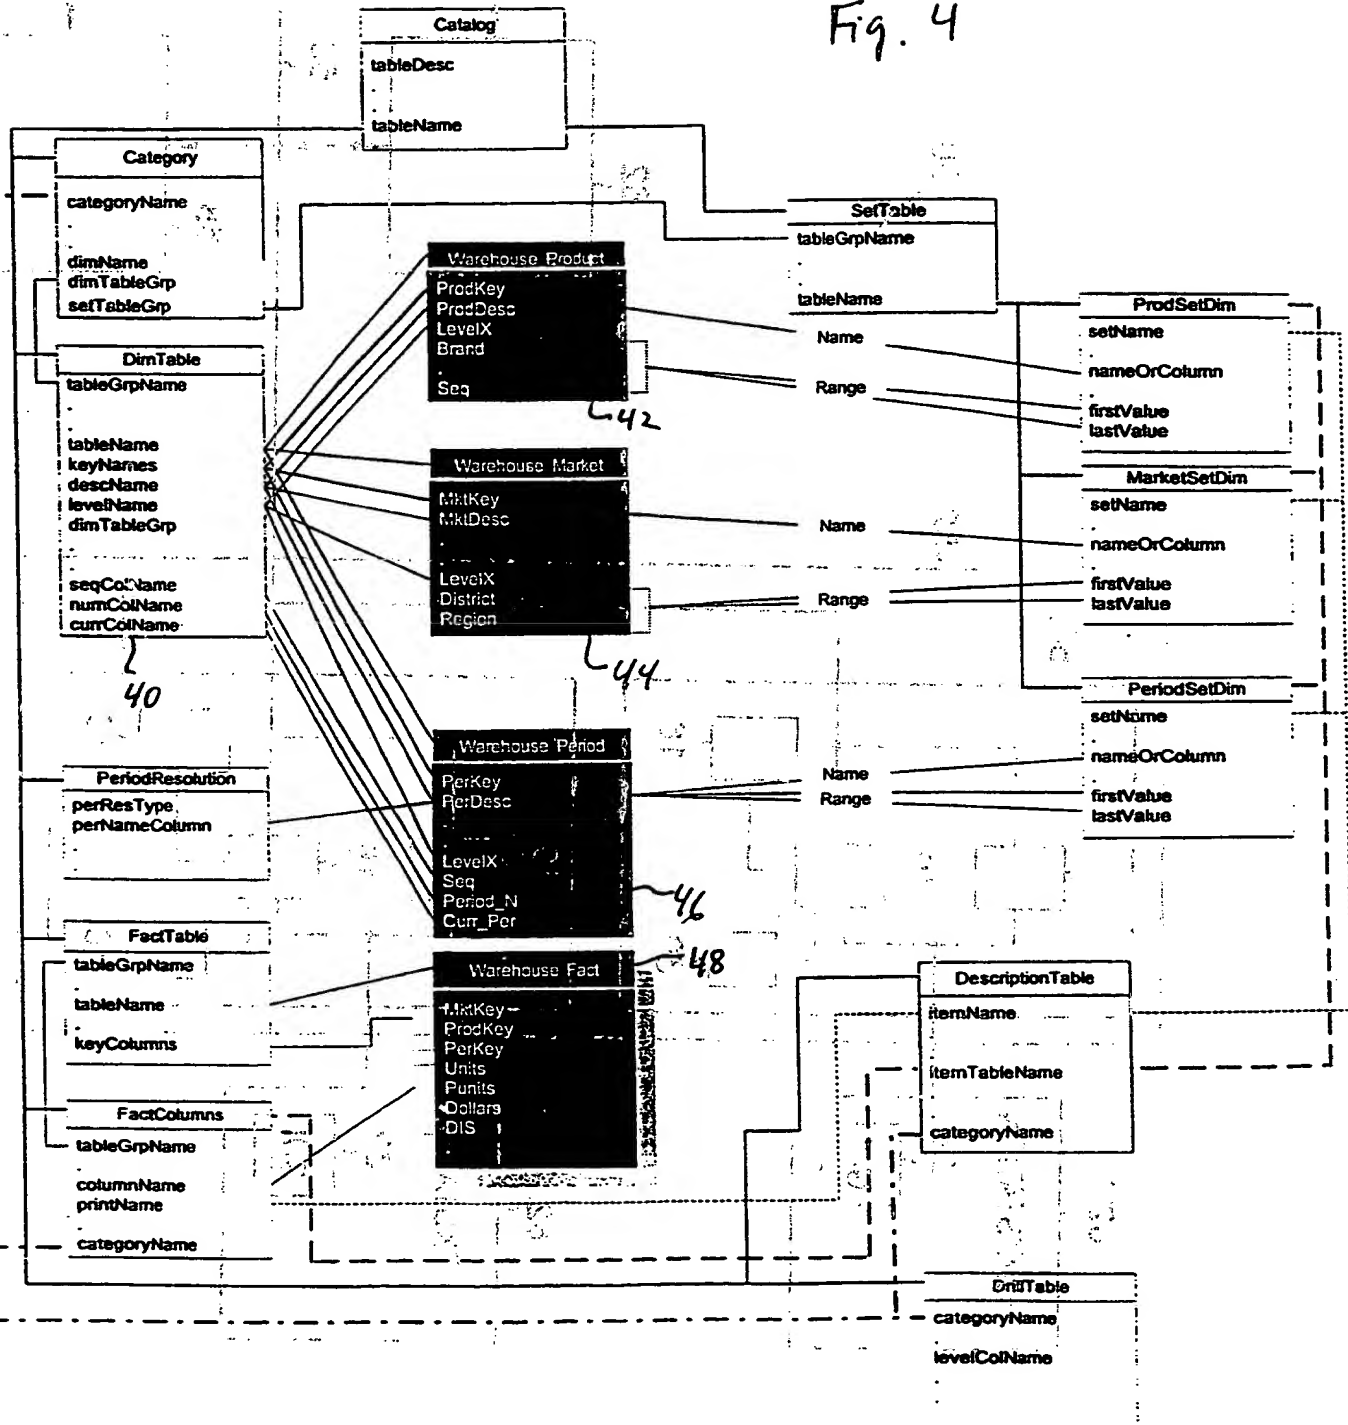 Fig. 4
Catalog
tableDesc
tableName
Category
categoryName
dimName
dimTableGrp
setTableGrp
DimTable
tableGrpName
tableName
keyNames
descName
levelName
dimTableGrp
seqColName
numColName
currColName
40
PeriodResolution
perResType
perNameColumn
FactTable
tableGrpName
tableName
keyColumns
FactColumns
tableGrpName
columnName
printName
categoryName
Warehouse Product
ProdKey
ProdDesc
LevelX
Brand
Seq
42
Warehouse Market
MktKey
MktDesc
LevelX
District
Region
44
Warehouse Period
PerKey
PerDesc
LevelX
Seq
Period_N
Curr_Per
46
Warehouse Fact
48
MktKey
ProdKey
PerKey
Units
Punits
Dollars
DIS
SetTable
tableGrpName
tableName
Name
Range
Name
Range
Name
Range
ProdSetDim
setName
nameOrColumn
firstValue
lastValue
MarketSetDim
setName
nameOrColumn
firstValue
lastValue
PeriodSetDim
setName
nameOrColumn
firstValue
lastValue
DescriptionTable
itemName
itemTableName
categoryName
DrillTable
categoryName
levelColName